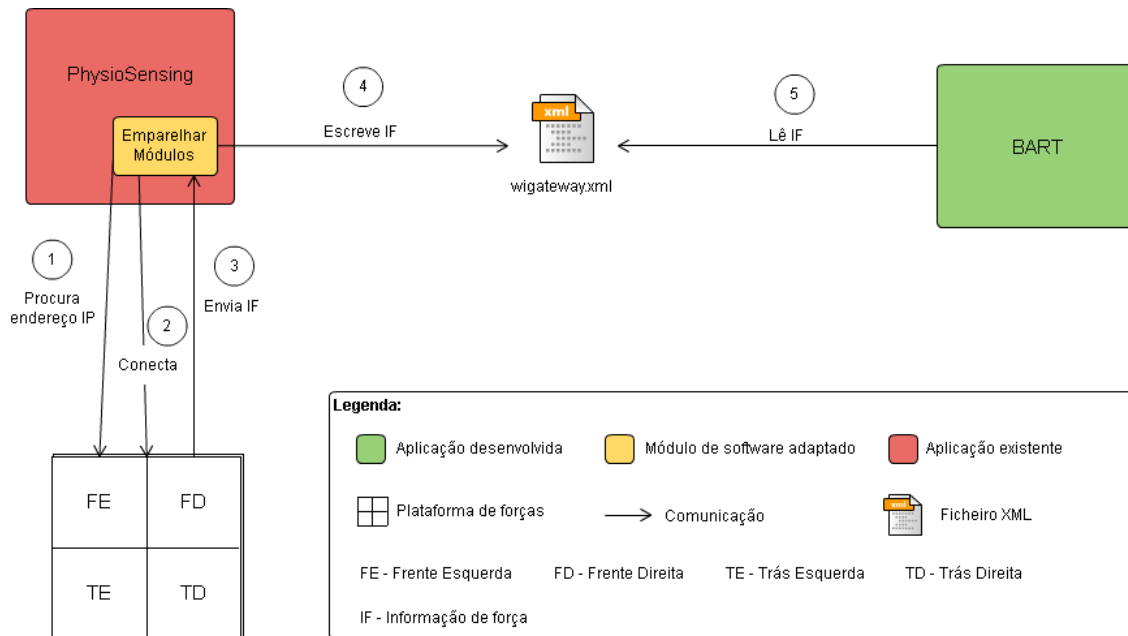 PhysioSensing
Emparelhar
Módulos
4
Escreve IF
xml
wigateway.xml
5
Lê IF
BART
1
Procura
endereço IP
2
Conecta
3
Envia IF
FE
FD
TE
TD
Legenda:
Aplicação desenvolvida
Módulo de software adaptado
Aplicação existente
Plataforma de forças
Comunicação
xml
Ficheiro XML
FE - Frente Esquerda
FD - Frente Direita
TE - Trás Esquerda
TD - Trás Direita
IF - Informação de força